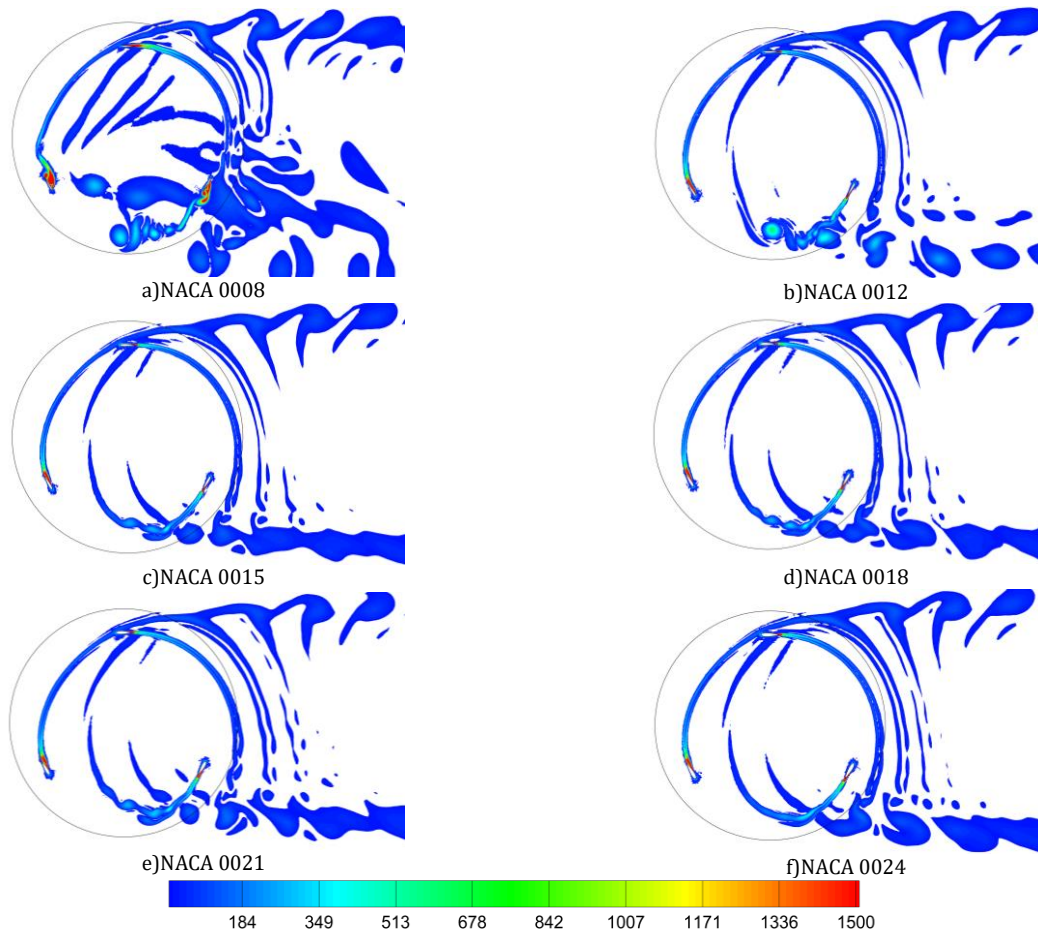 a)NACA 0008
b)NACA 0012
c)NACA 0015
d)NACA 0018
e)NACA 0021
f)NACA 0024
184 349 513 678 842 1007 1171 1336 1500